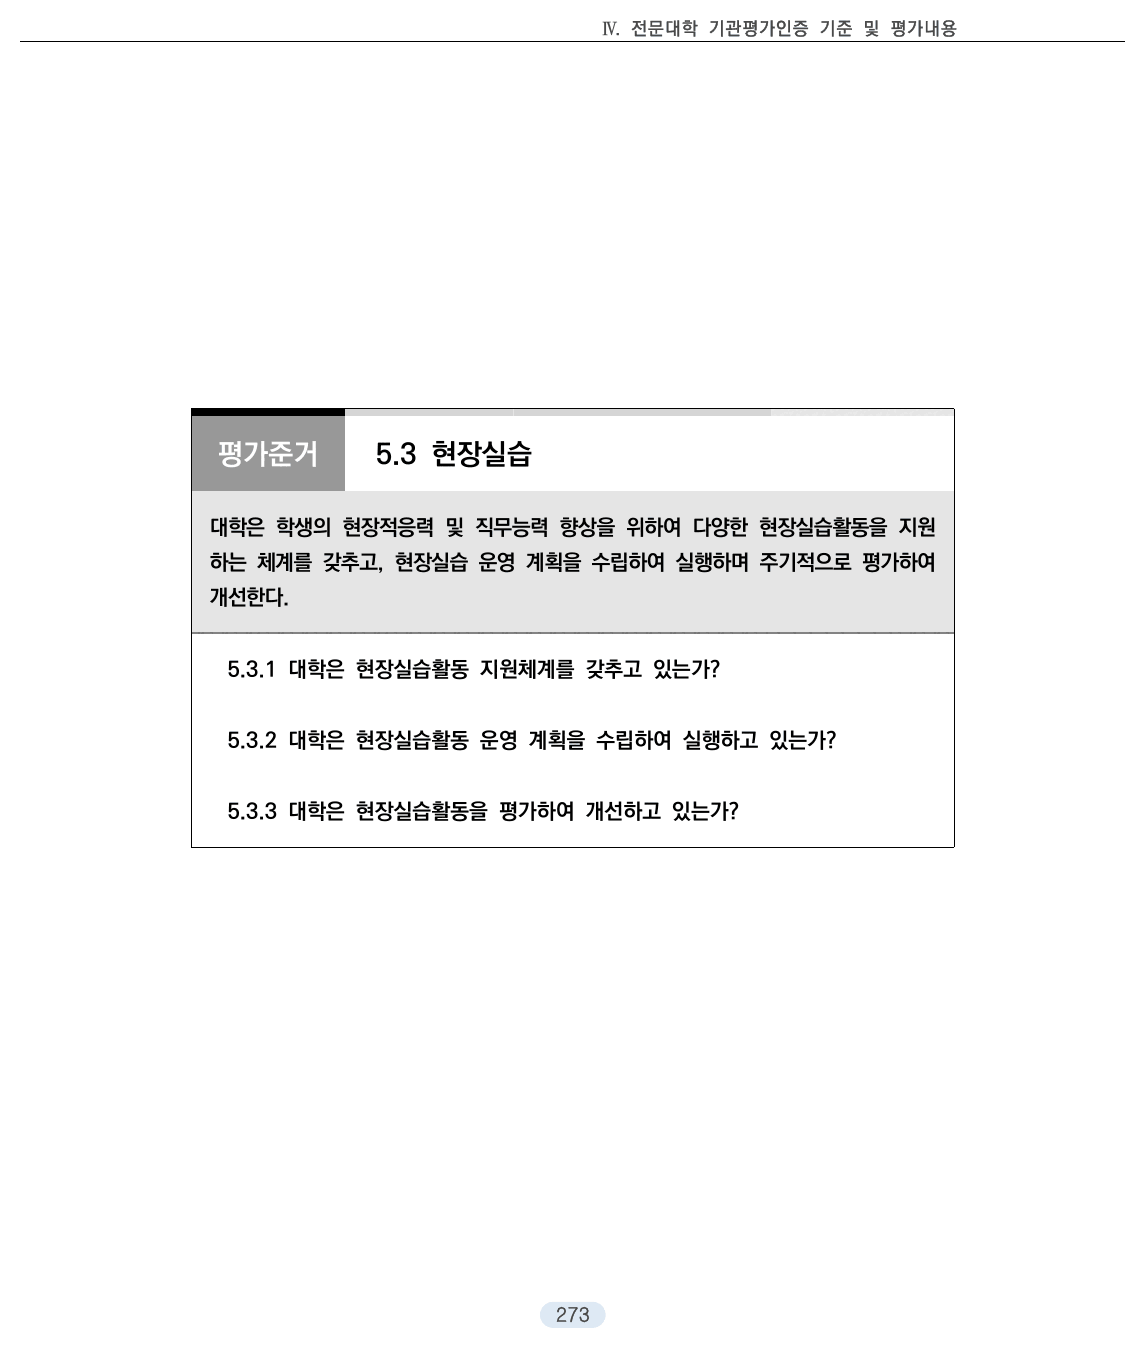 Ⅳ. 전문대학 기관평가인증 기준 및 평가내용
평가준거 5.3 현장실습
대학은 학생의 현장적응력 및 직무능력 향상을 위하여 다양한 현장실습활동을 지원
하는 체계를 갖추고, 현장실습 운영 계획을 수립하여 실행하며 주기적으로 평가하여
개선한다.
5.3.1 대학은 현장실습활동 지원체계를 갖추고 있는가?
5.3.2 대학은 현장실습활동 운영 계획을 수립하여 실행하고 있는가?
5.3.3 대학은 현장실습활동을 평가하여 개선하고 있는가?
273